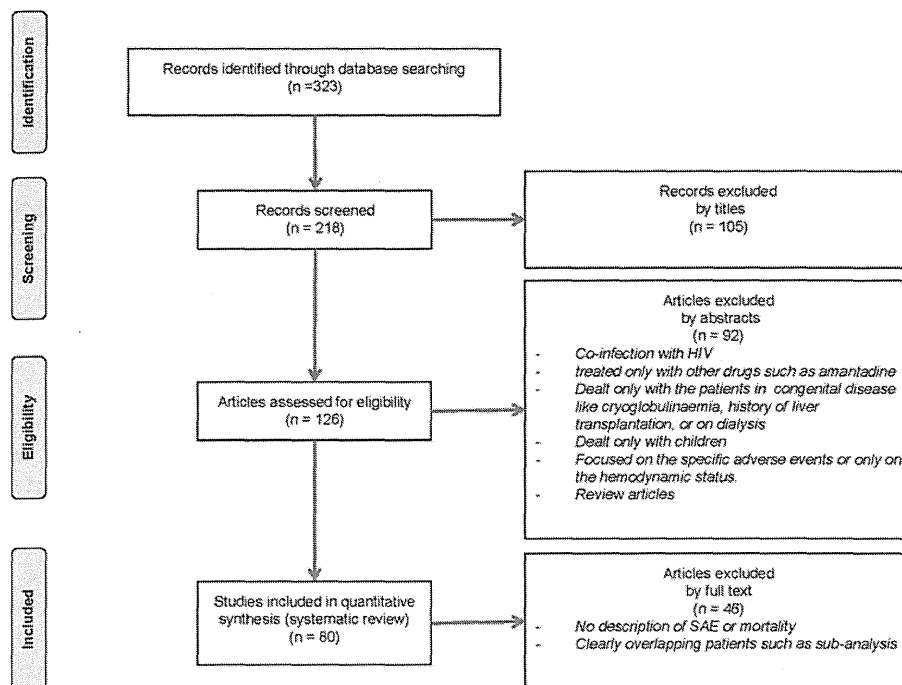 Identification
Records identified through database searching
(n =323)
Screening
Records screened
(n = 218)
Records excluded
by titles
(n = 105)
Eligibility
Articles assessed for eligibility
(n = 126)
Articles excluded
by abstracts
(n = 92)
- Co-infection with HIV
- treated only with other drugs such as amantadine
- Dealt only with the patients in congenital disease
like cryoglobulinaemia, history of liver
transplantation, or on dialysis
- Dealt only with children
- Focused on the specific adverse events or only on
the hemodynamic status.
- Review articles
Included
Studies included in quantitative
synthesis (systematic review)
(n = 80)
Articles excluded
by full text
(n = 46)
- No description of SAE or mortality
- Clearly overlapping patients such as sub-analysis